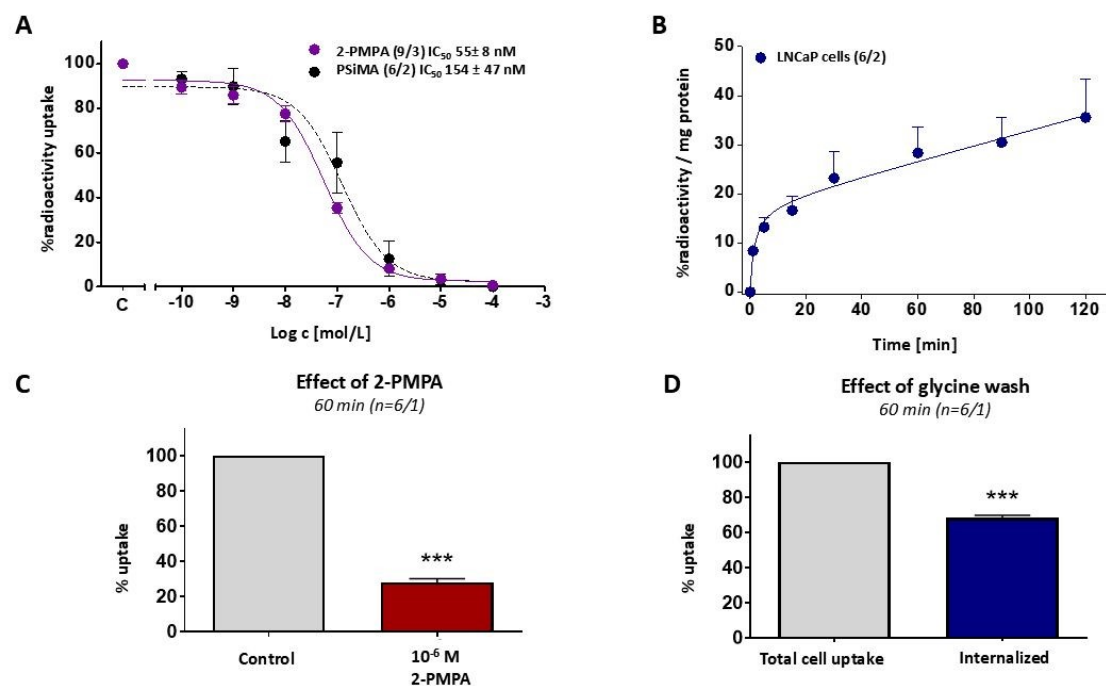 A
2-PMPA (9/3) IC50 55± 8 nM
PSiMA (6/2) IC50 154 ± 47 nM
%radioactivity uptake
100
80
60
40
20
0
C
-10
-9
-8
-7
-6
-5
-4
-3
Log c [mol/L]
B
LNCaP cells (6/2)
%radioactivity / mg protein
50
40
30
20
10
0
0
20
40
60
80
100
120
Time [min]
C
Effect of 2-PMPA
60 min (n=6/1)
% uptake
100
80
60
40
20
0
***
Control
10-6 M
2-PMPA
D
Effect of glycine wash
60 min (n=6/1)
% uptake
100
80
60
40
20
0
***
Total cell uptake
Internalized